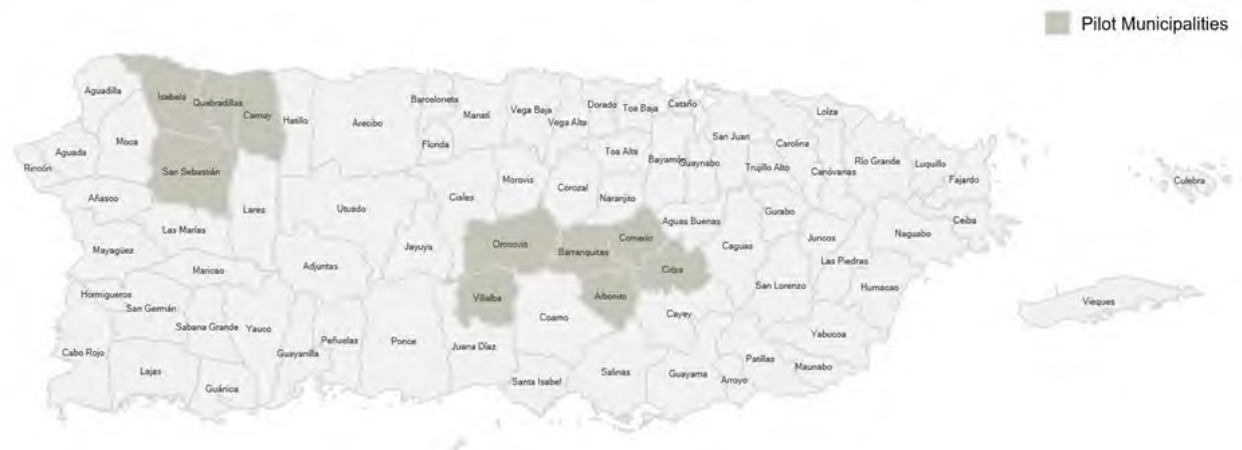 Pilot Municipalities
Aguadilla
Isabela
Quebradillas
Camuy
Hatillo
Arecibo
Barceloneta
Manatí
Vega Baja
Vega Alta
Dorado
Toa Baja
Cataño
Loíza
Moca
Florida
San Juan
Carolina
Aguada
Rincón
San Sebastián
Toa Alta
Bayamón
Guaynabo
Trujillo Alto
Canóvanas
Río Grande
Luquillo
Fajardo
Culebra
Añasco
Lares
Utuado
Ciales
Morovis
Corozal
Naranjito
Aguas Buenas
Gurabo
Ceiba
Las Marías
Mayagüez
Jayuya
Orocovis
Barranquitas
Comerío
Caguas
Juncos
Naguabo
Maricao
Adjuntas
Cidra
Las Piedras
Hormigueros
San Germán
Villalba
Aibonito
San Lorenzo
Humacao
Vieques
Sabana Grande
Yauco
Coamo
Cayey
Yabucoa
Cabo Rojo
Guayanilla
Peñuelas
Ponce
Juana Díaz
Patillas
Maunabo
Lajas
Guánica
Santa Isabel
Salinas
Guayama
Arroyo